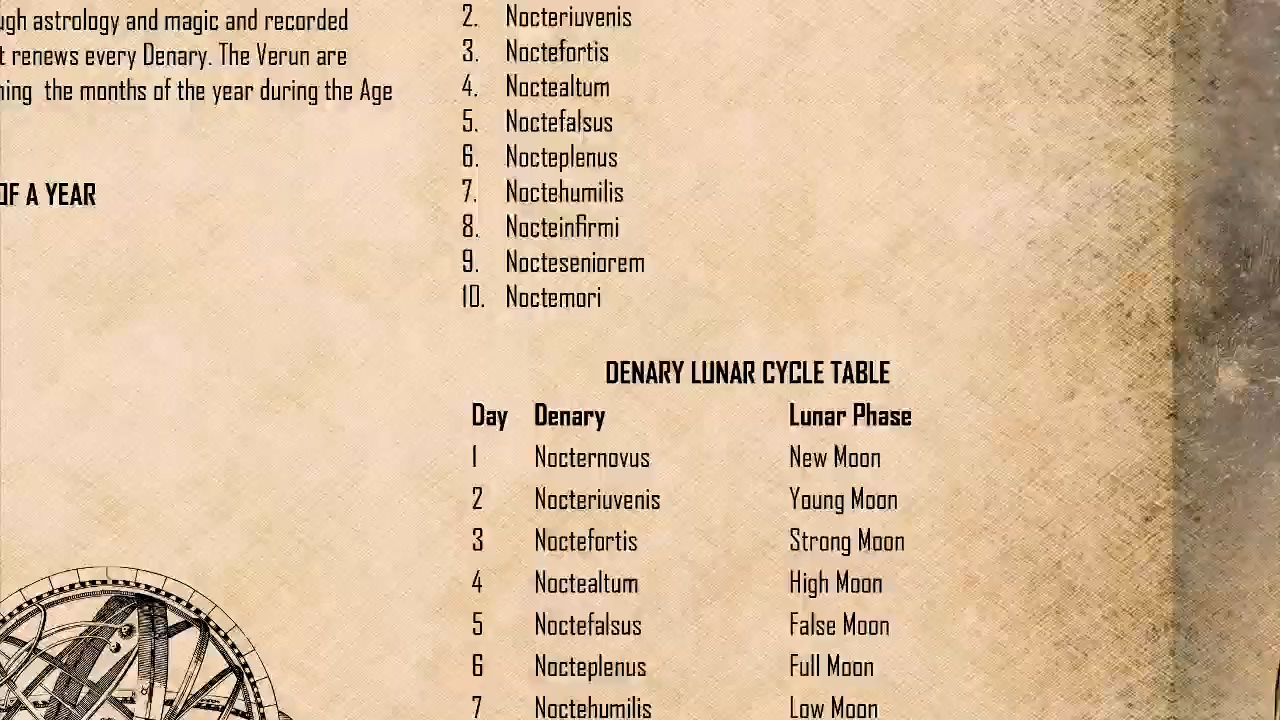 ugh astrology and magic and recorded
t renews every Denary. The Verun are
ning the months of the year during the Age
OF A YEAR
2. Nocteriuvenis
3. Noctefortis
4. Noctealtum
5. Noctefalsus
6. Nocteplenus
7. Noctehumilis
8. Nocteinfirmi
9. Nocteseniorem
10. Noctemori
DENARY LUNAR CYCLE TABLE
Day Denary Lunar Phase
1 Nocternovus New Moon
2 Nocteriuvenis Young Moon
3 Noctefortis Strong Moon
4 Noctealtum High Moon
5 Noctefalsus False Moon
6 Nocteplenus Full Moon
7 Noctehumilis Low Moon